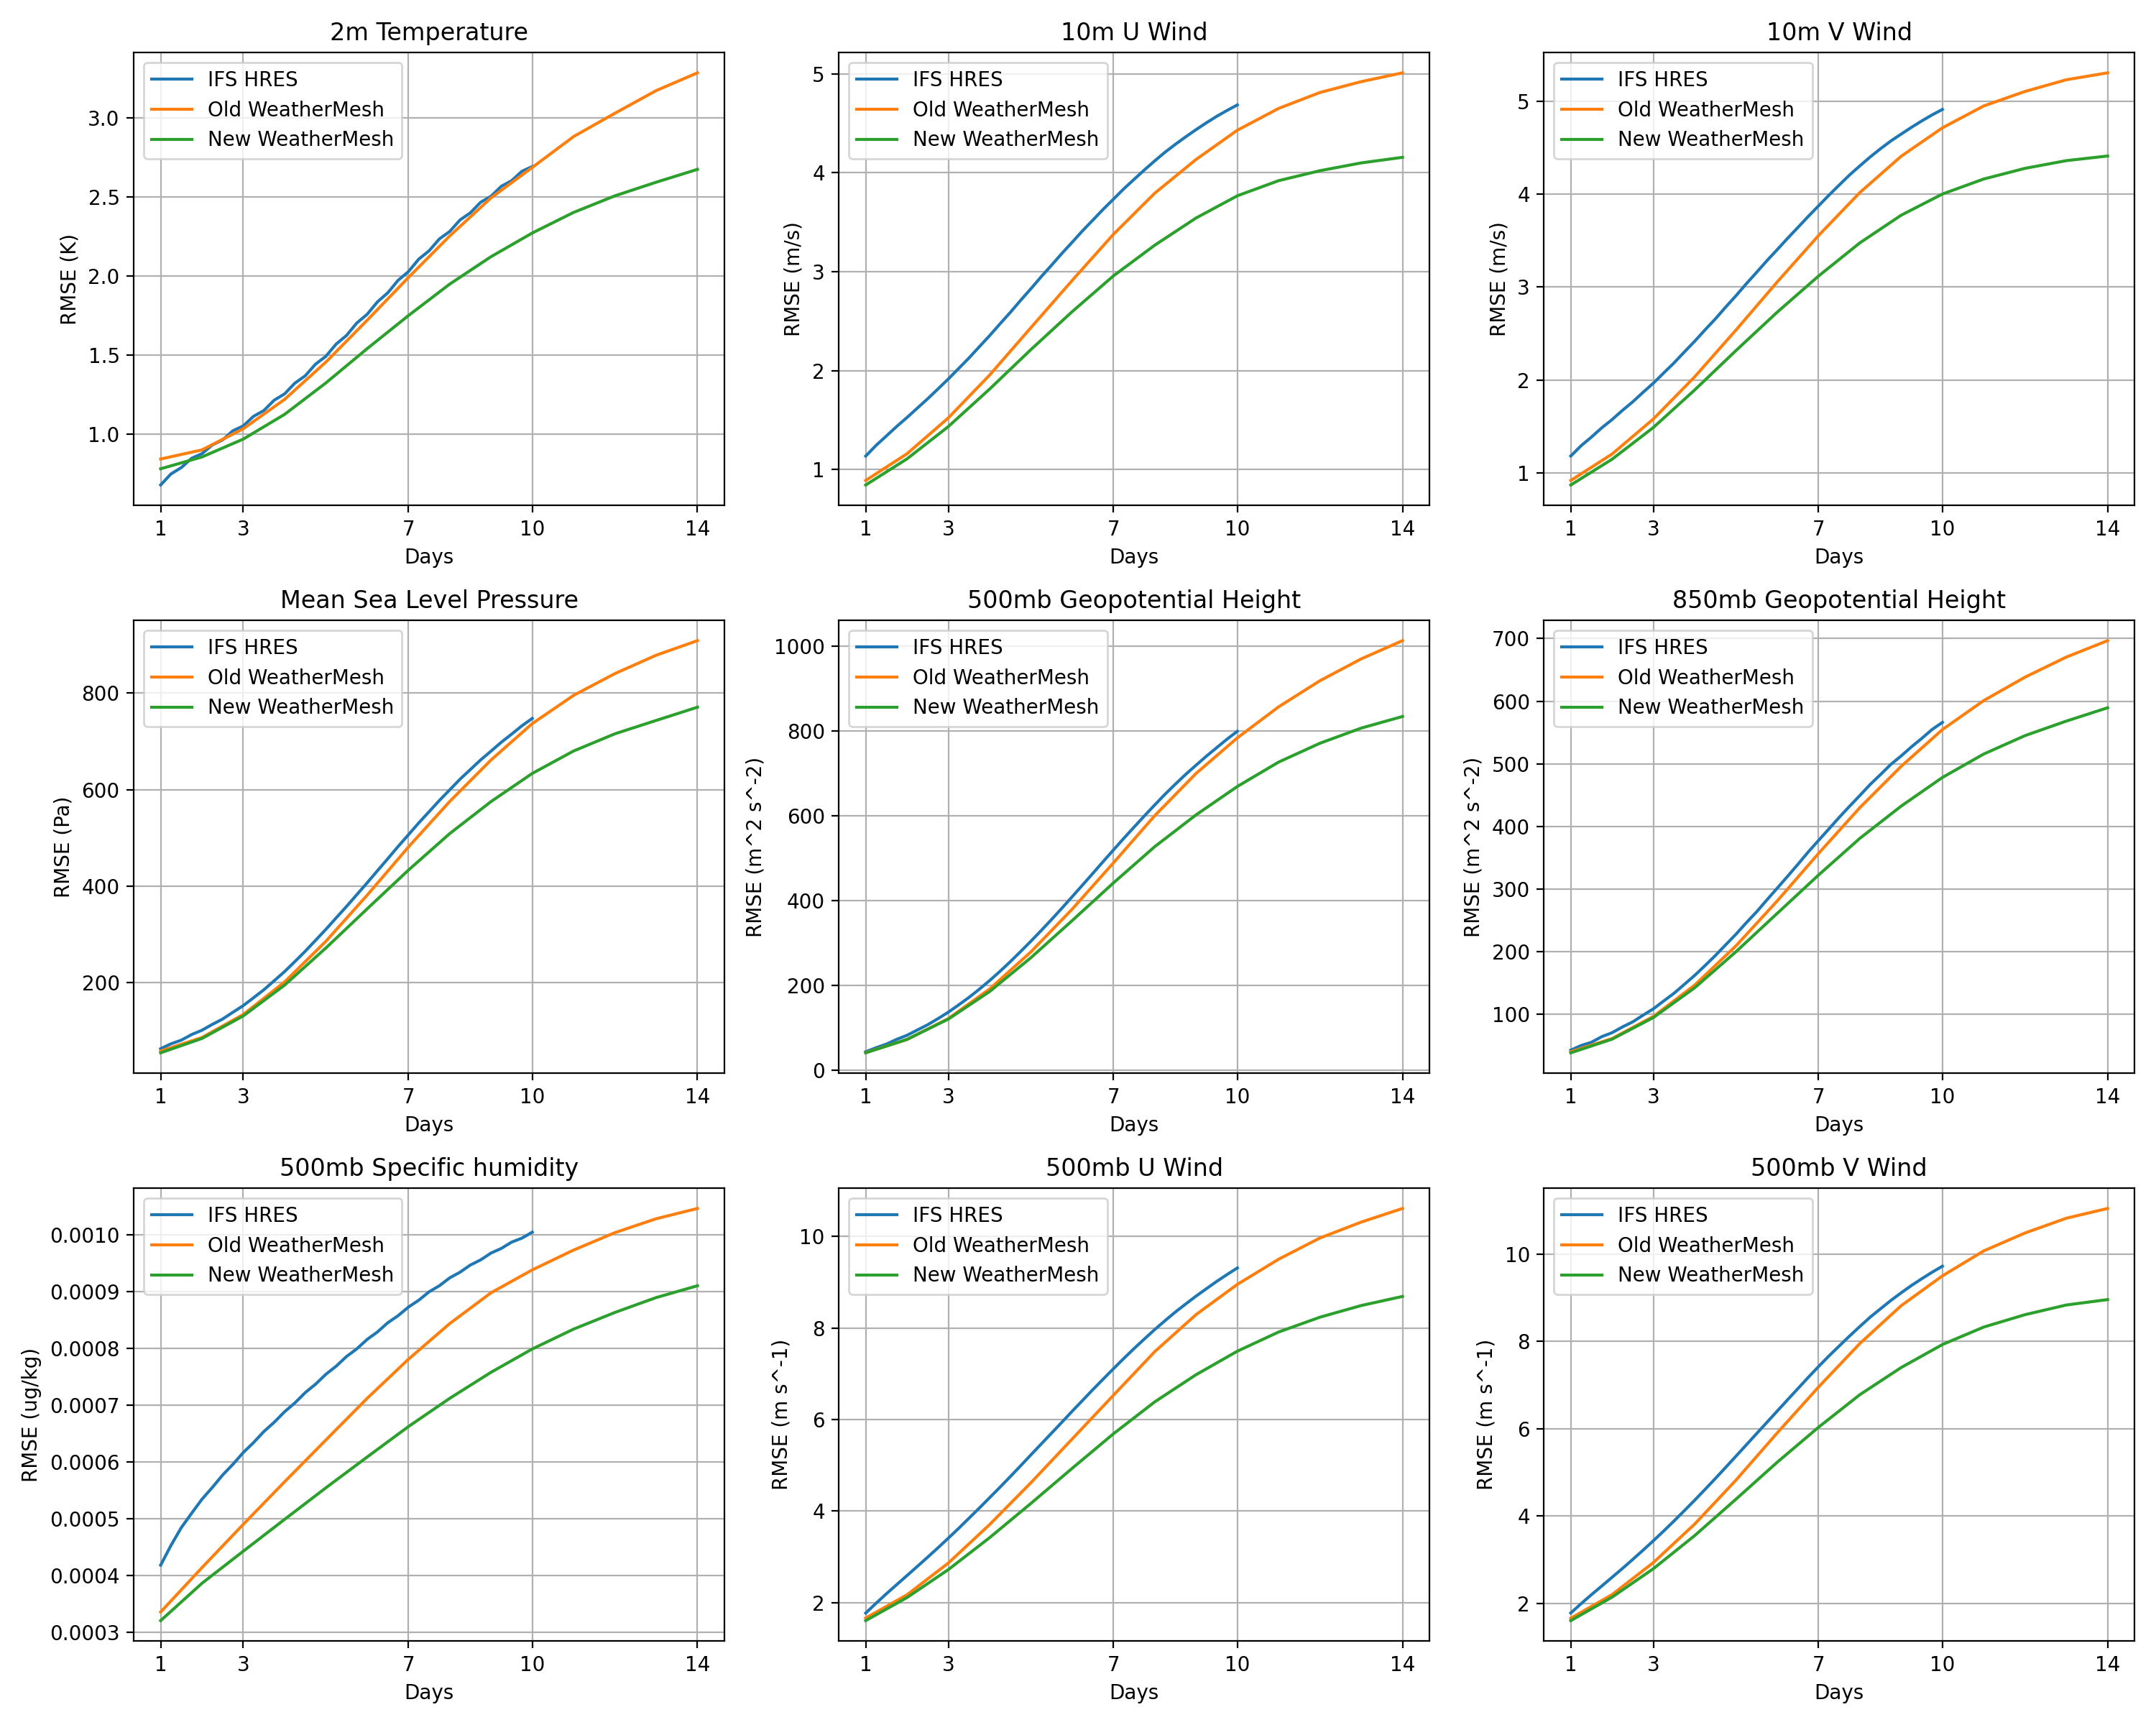 2m Temperature
IFS HRES
Old WeatherMesh
New WeatherMesh
RMSE (K)
3.0
2.5
2.0
1.5
1.0
1 3 7 10 14
Days
10m U Wind
IFS HRES
Old WeatherMesh
New WeatherMesh
RMSE (m/s)
5
4
3
2
1
1 3 7 10 14
Days
10m V Wind
IFS HRES
Old WeatherMesh
New WeatherMesh
RMSE (m/s)
5
4
3
2
1
1 3 7 10 14
Days
Mean Sea Level Pressure
IFS HRES
Old WeatherMesh
New WeatherMesh
RMSE (Pa)
800
600
400
200
1 3 7 10 14
Days
500mb Geopotential Height
IFS HRES
Old WeatherMesh
New WeatherMesh
RMSE (m^2 s^-2)
1000
800
600
400
200
0
1 3 7 10 14
Days
850mb Geopotential Height
IFS HRES
Old WeatherMesh
New WeatherMesh
RMSE (m^2 s^-2)
700
600
500
400
300
200
100
1 3 7 10 14
Days
500mb Specific humidity
IFS HRES
Old WeatherMesh
New WeatherMesh
RMSE (ug/kg)
0.0010
0.0009
0.0008
0.0007
0.0006
0.0005
0.0004
0.0003
1 3 7 10 14
Days
500mb U Wind
IFS HRES
Old WeatherMesh
New WeatherMesh
RMSE (m s^-1)
10
8
6
4
2
1 3 7 10 14
Days
500mb V Wind
IFS HRES
Old WeatherMesh
New WeatherMesh
RMSE (m s^-1)
10
8
6
4
2
1 3 7 10 14
Days